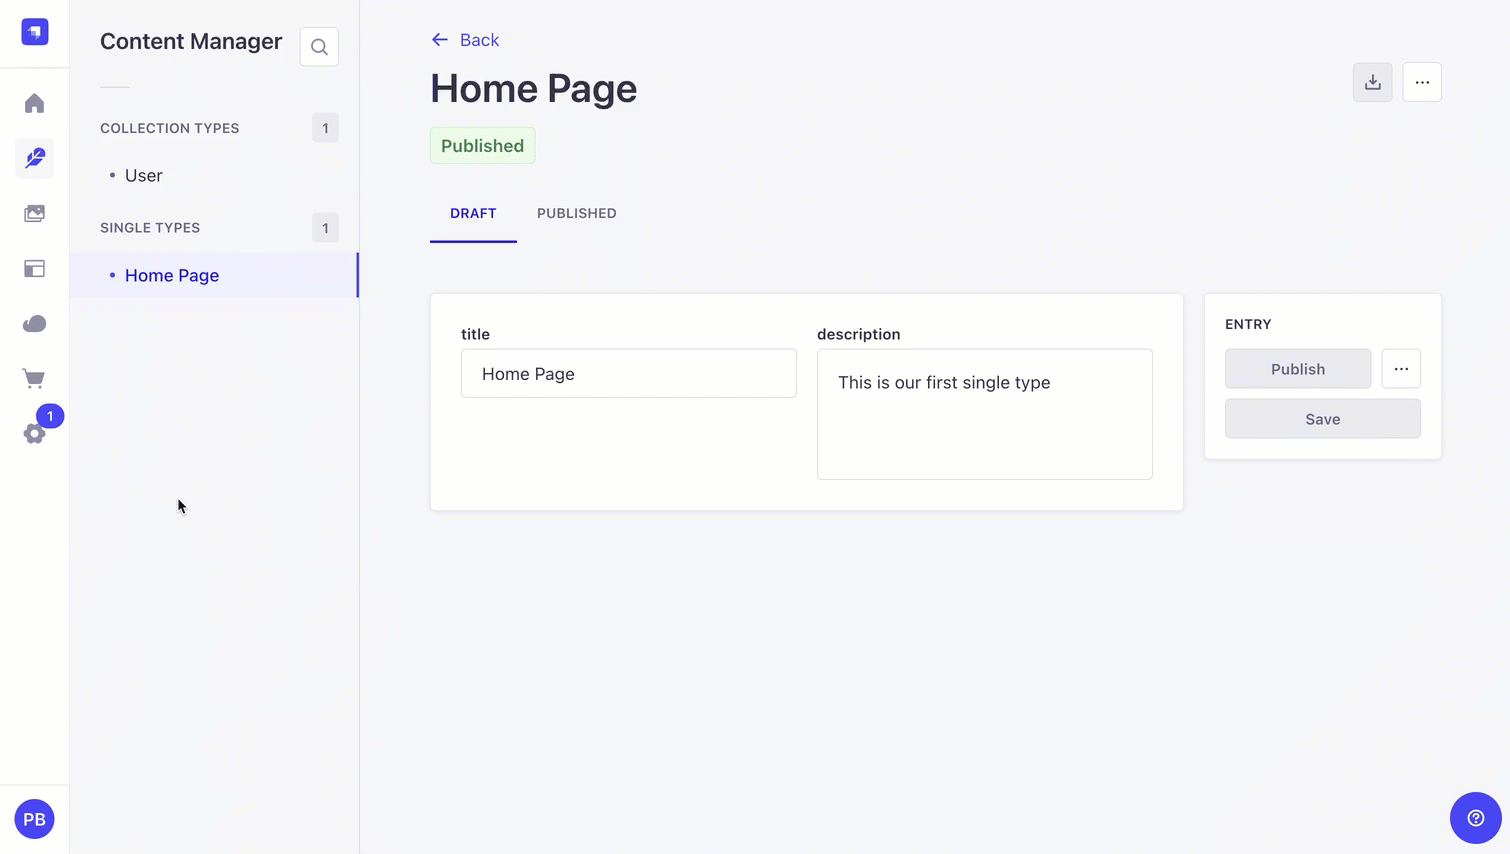 Content Manager
COLLECTION TYPES 1
• User
SINGLE TYPES 1
• Home Page
1
PB
Back
Home Page
Published
DRAFT PUBLISHED
title
Home Page
description
This is our first single type
ENTRY
Publish
Save